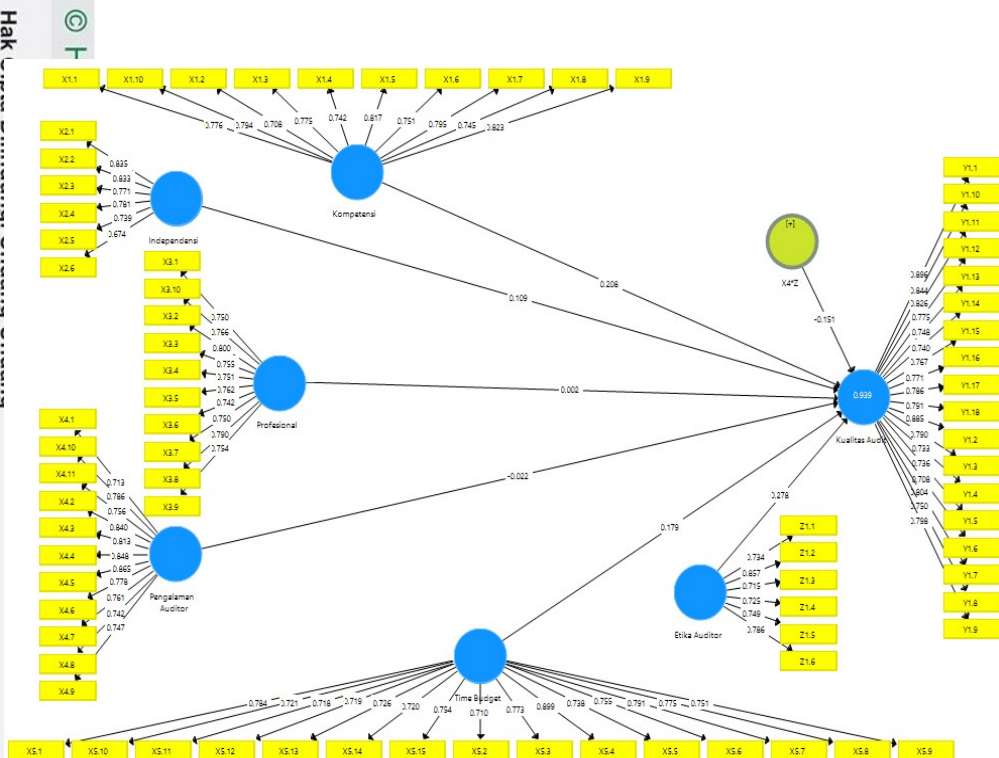 © H
Hak
X1.1 X1.10 X1.2 X1.3 X1.4 X1.5 X1.6 X1.7 X1.8 X1.9
0.776 0.794 0.708 0.775 0.742 0.817 0.751 0.795 0.745 0.823
Kompetensi
X2.1
X2.2
X2.3
X2.4
X2.5
X2.6
0.835
0.833
0.771
0.781
0.739
0.674
Independensi
X3.1
X3.10
X3.2
X3.3
X3.4
X3.5
X3.6
X3.7
X3.8
X3.9
0.750
0.766
0.800
0.755
0.751
0.762
0.742
0.750
0.790
0.754
Profesional
X4.1
X4.10
X4.11
X4.2
X4.3
X4.4
X4.5
X4.6
X4.7
X4.8
X4.9
0.713
0.786
0.756
0.840
0.813
0.848
0.865
0.778
0.761
0.742
0.747
Pengalaman
Auditor
0.208
0.109
0.002
-0.022
0.179
0.278
-0.151
[+]
X4*Z
0.939
Kualitas Audit
0.896
0.844
0.826
0.775
0.748
0.740
0.767
0.771
0.786
0.791
0.885
0.790
0.733
0.736
0.708
0.804
0.750
0.798
Y1.1
Y1.10
Y1.11
Y1.12
Y1.13
Y1.14
Y1.15
Y1.16
Y1.17
Y1.18
Y1.2
Y1.3
Y1.4
Y1.5
Y1.6
Y1.7
Y1.8
Y1.9
Z1.1
Z1.2
Z1.3
Z1.4
Z1.5
Z1.6
0.734
0.857
0.715
0.725
0.749
0.786
Etika Auditor
Time Budget
0.784 0.721 0.718 0.719 0.726 0.720 0.754 0.710 0.773 0.899 0.738 0.755 0.791 0.775 0.751
X5.1 X5.10 X5.11 X5.12 X5.13 X5.14 X5.15 X5.2 X5.3 X5.4 X5.5 X5.6 X5.7 X5.8 X5.9